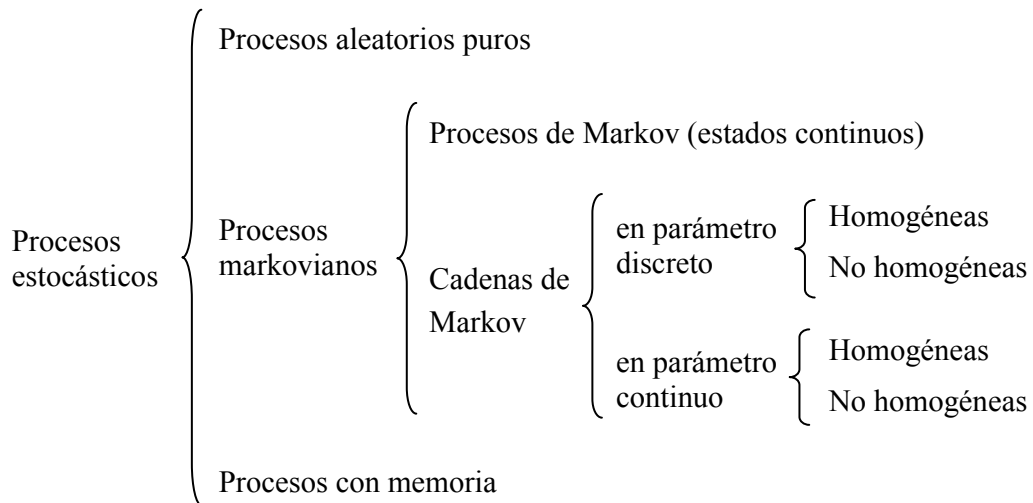 Procesos aleatorios puros
Procesos de Markov (estados continuos)
Procesos
estocásticos
Procesos
markovianos
Cadenas de
Markov
en parámetro
discreto
Homogéneas
No homogéneas
en parámetro
continuo
Homogéneas
No homogéneas
Procesos con memoria